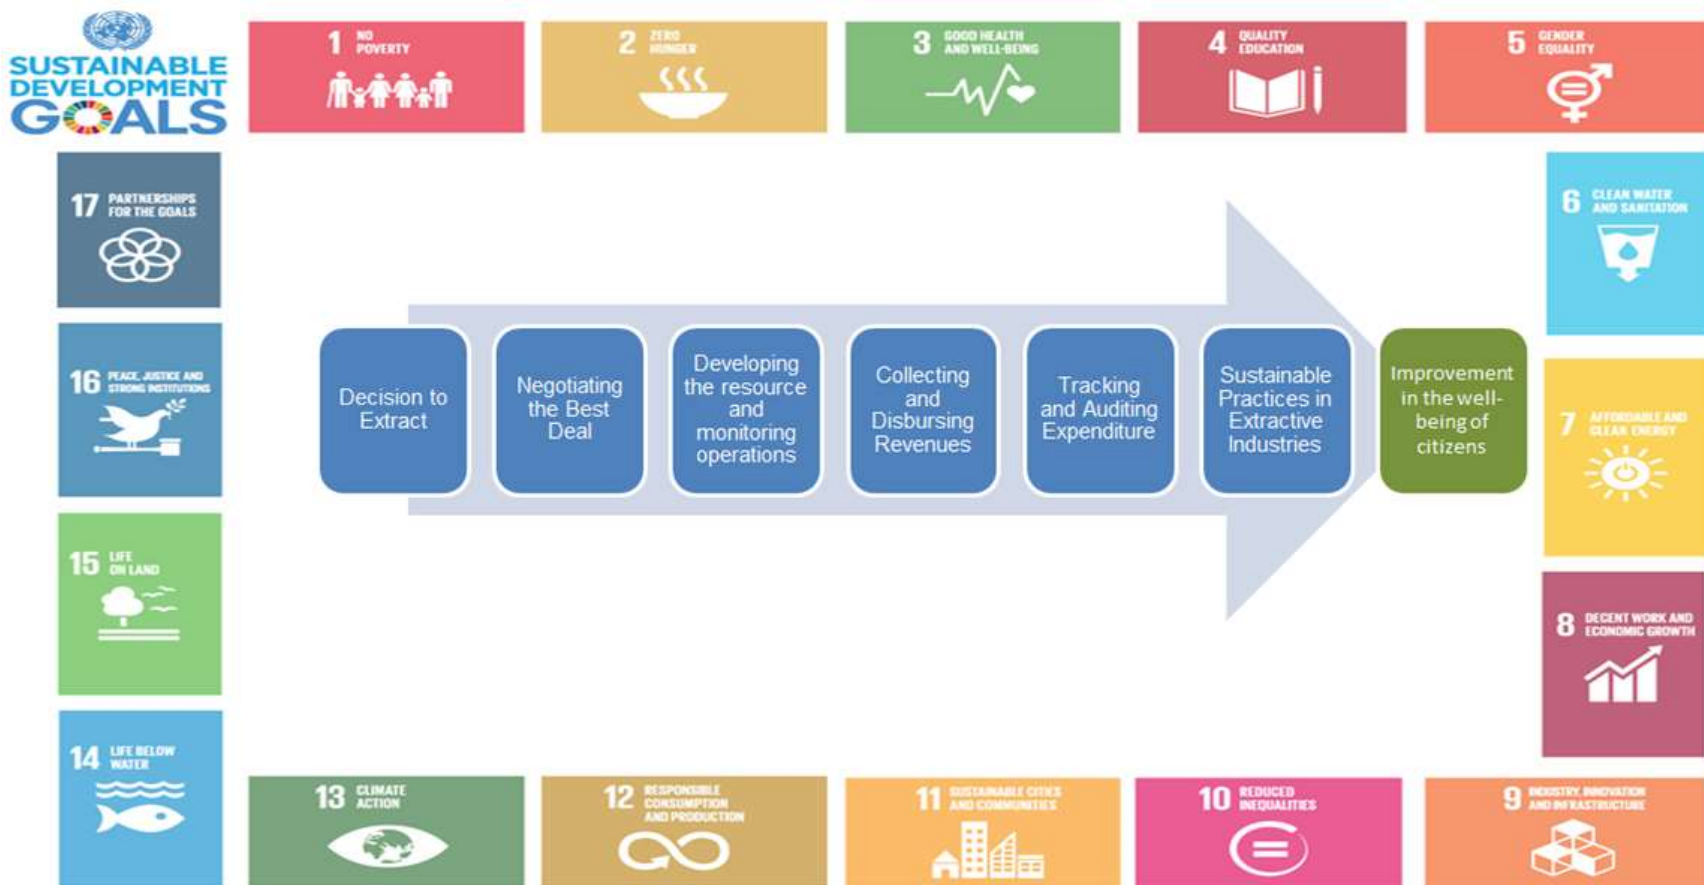 SUSTAINABLE
DEVELOPMENT
GOALS
1 NO
POVERTY
2 ZERO
HUNGER
3 GOOD HEALTH
AND WELL-BEING
4 QUALITY
EDUCATION
5 GENDER
EQUALITY
17 PARTNERSHIPS
FOR THE GOALS
6 CLEAN WATER
AND SANITATION
16 PEACE, JUSTICE AND
STRONG INSTITUTIONS
Decision to
Extract
Negotiating
the Best
Deal
Developing
the resource
and
monitoring
operations
Collecting
and
Disbursing
Revenues
Tracking
and Auditing
Expenditure
Sustainable
Practices in
Extractive
Industries
Improvement
in the well-
being of
citizens
7 AFFORDABLE AND
CLEAN ENERGY
15 LIFE
ON LAND
8 DECENT WORK AND
ECONOMIC GROWTH
14 LIFE BELOW
WATER
13 CLIMATE
ACTION
12 RESPONSIBLE
CONSUMPTION
AND PRODUCTION
11 SUSTAINABLE CITIES
AND COMMUNITIES
10 REDUCED
INEQUALITIES
9 INDUSTRY, INNOVATION
AND INFRASTRUCTURE